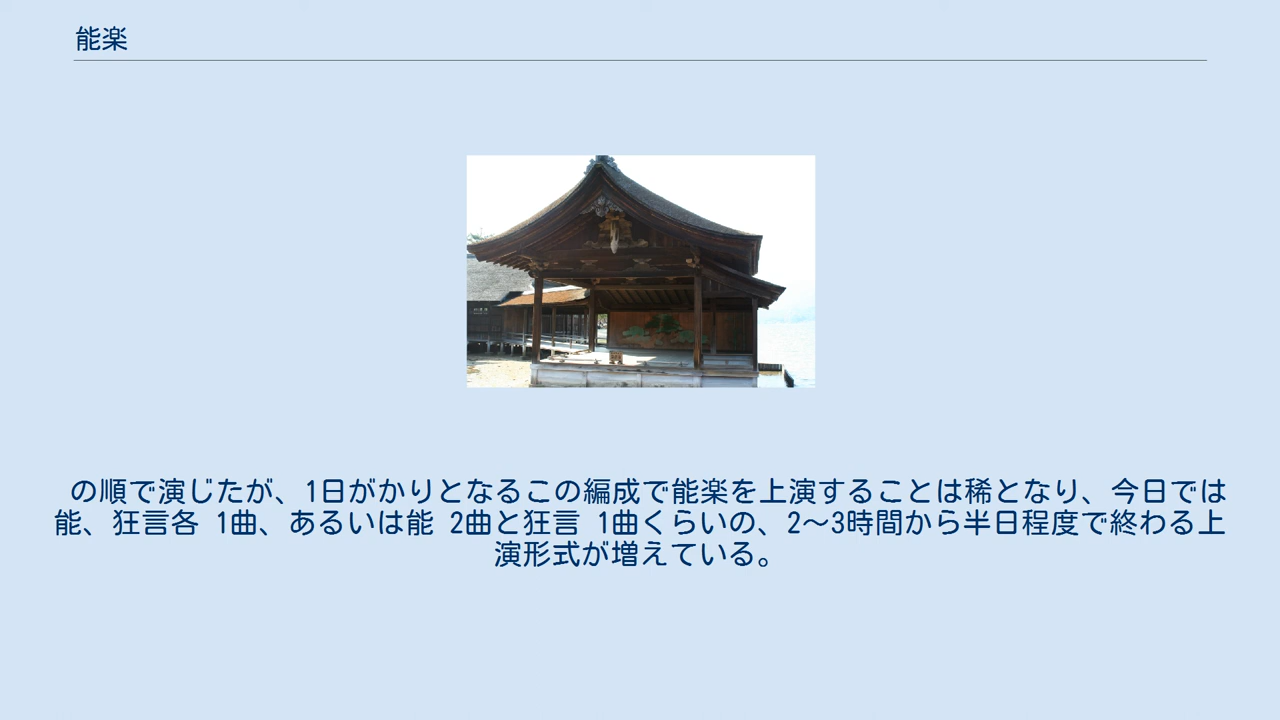 能楽
の順で演じたが、1日がかりとなるこの編成で能楽を上演することは稀となり、今日では
能、狂言各 1曲、あるいは能 2曲と狂言 1曲くらいの、2〜3時間から半日程度で終わる上
演形式が増えている。